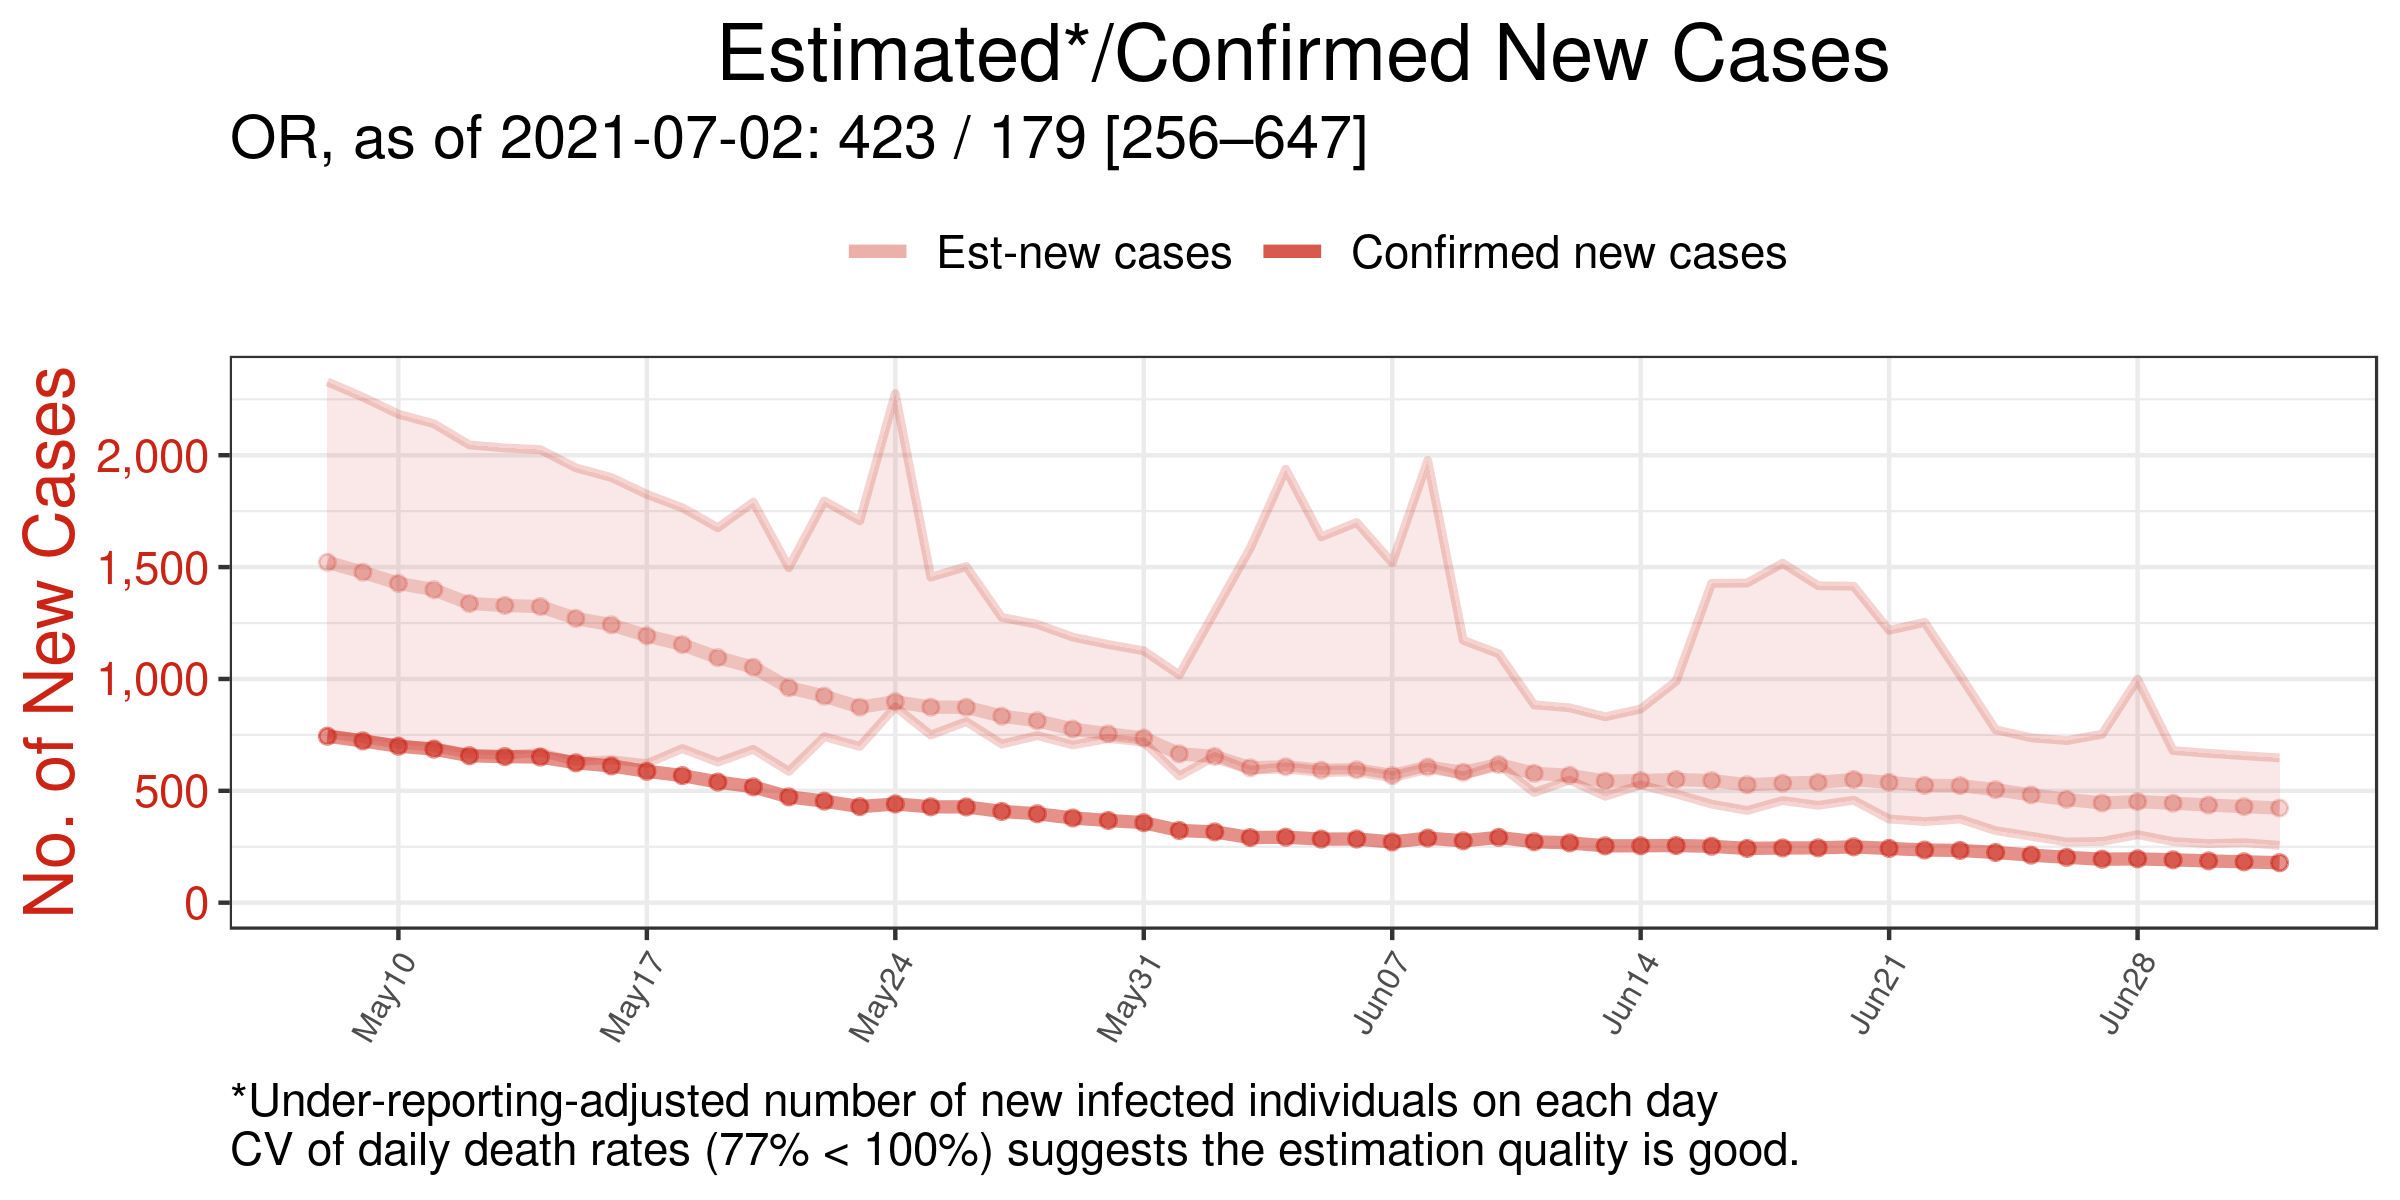 Estimated*/Confirmed New Cases
OR, as of 2021-07-02: 423 / 179 [256–647]
Est-new cases
Confirmed new cases
No. of New Cases
2,000
1,500
1,000
500
0
May10
May17
May24
May31
Jun07
Jun14
Jun21
Jun28
*Under-reporting-adjusted number of new infected individuals on each day
CV of daily death rates (77% < 100%) suggests the estimation quality is good.